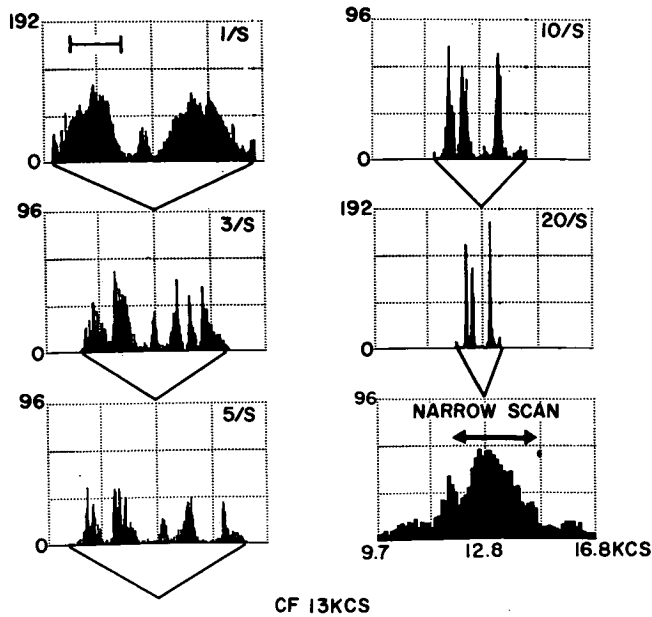 192
1/S
0
96
3/S
0
96
5/S
0
96
10/S
0
192
20/S
0
96
NARROW SCAN
9.7 12.8 16.8KCS
CF 13KCS